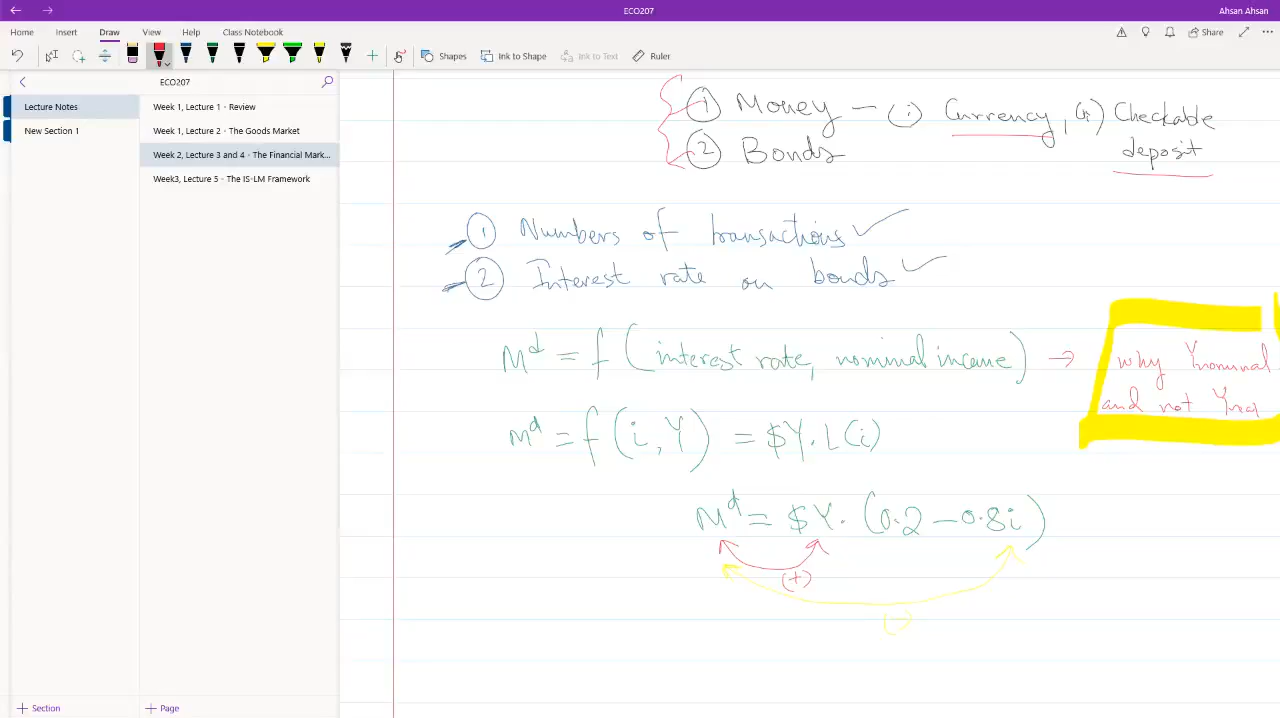 ECO207
Ahsan Ahsan
Home Insert Draw View Help Class Notebook
Share
Shapes Ink to Shape Ink to Text Ruler
ECO207
Lecture Notes
New Section 1
Week 1, Lecture 1 - Review
Week 1, Lecture 2 - The Goods Market
Week 2, Lecture 3 and 4 - The Financial Mark...
Week3, Lecture 5 - The IS-LM Framework
① Money — (i) Currency, (ii) Checkable
deposit
② Bonds
① Numbers of transactions ✓
② Interest rate on bonds ✓
M^d = f (interest rate, nominal income) →
why Ynominal
and not Yreal
M^d = f (i, Y) = $Y. L(i)
M^d = $Y. (0.2 - 0.8i)
(+)
(-)
+ Section
+ Page